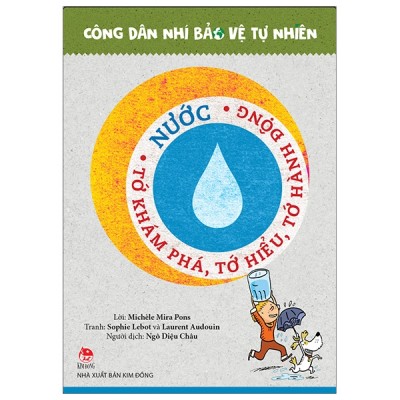 CÔNG DÂN NHÍ BẢO VỆ TỰ NHIÊN
NƯỚC
• TỚ KHÁM PHÁ, TỚ HIỂU, TỚ HÀNH ĐỘNG •
Lời: Michèle Mira Pons
Tranh: Sophie Lebot và Laurent Audouin
Người dịch: Ngô Diệu Châu
NHÀ XUẤT BẢN KIM ĐỒNG